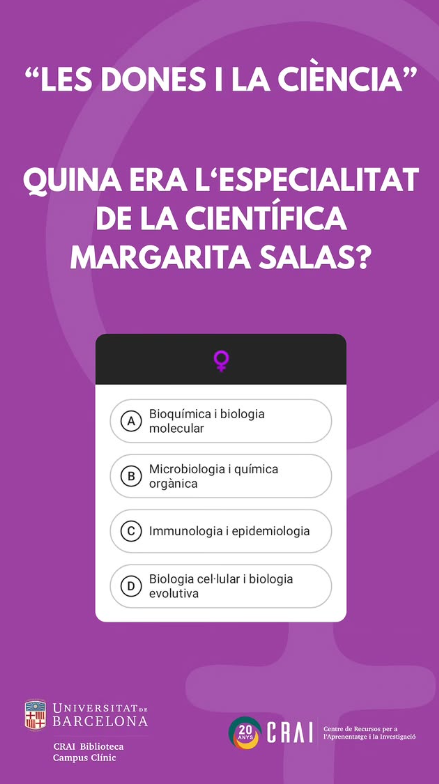 “LES DONES I LA CIÈNCIA”
QUINA ERA L‘ESPECIALITAT
DE LA CIENTÍFICA
MARGARITA SALAS?
A Bioquímica i biologia
molecular
B Microbiologia i química
orgànica
C Immunologia i epidemiologia
D Biologia cel·lular i biologia
evolutiva
UNIVERSITAT DE
BARCELONA
CRAI Biblioteca
Campus Clínic
20
ANYS
CRAI
Centre de Recursos per a
l'Aprenentatge i la Investigació